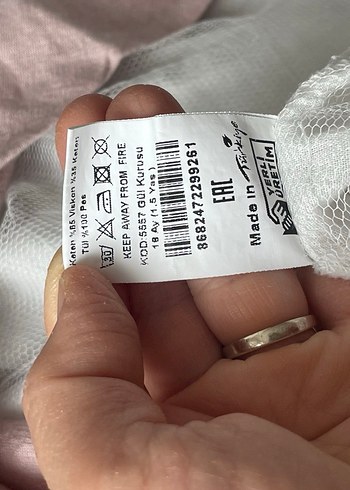 Keten %65 Viskon %35 Keten
Tül %100 Pes
30
KEEP AWAY FROM FIRE
KOD:5557 Gül Kurusu
18 Ay (1,5 Yaş)
8682472299261
EAC
Made in Türkiye
YERLİ
ÜRETİM